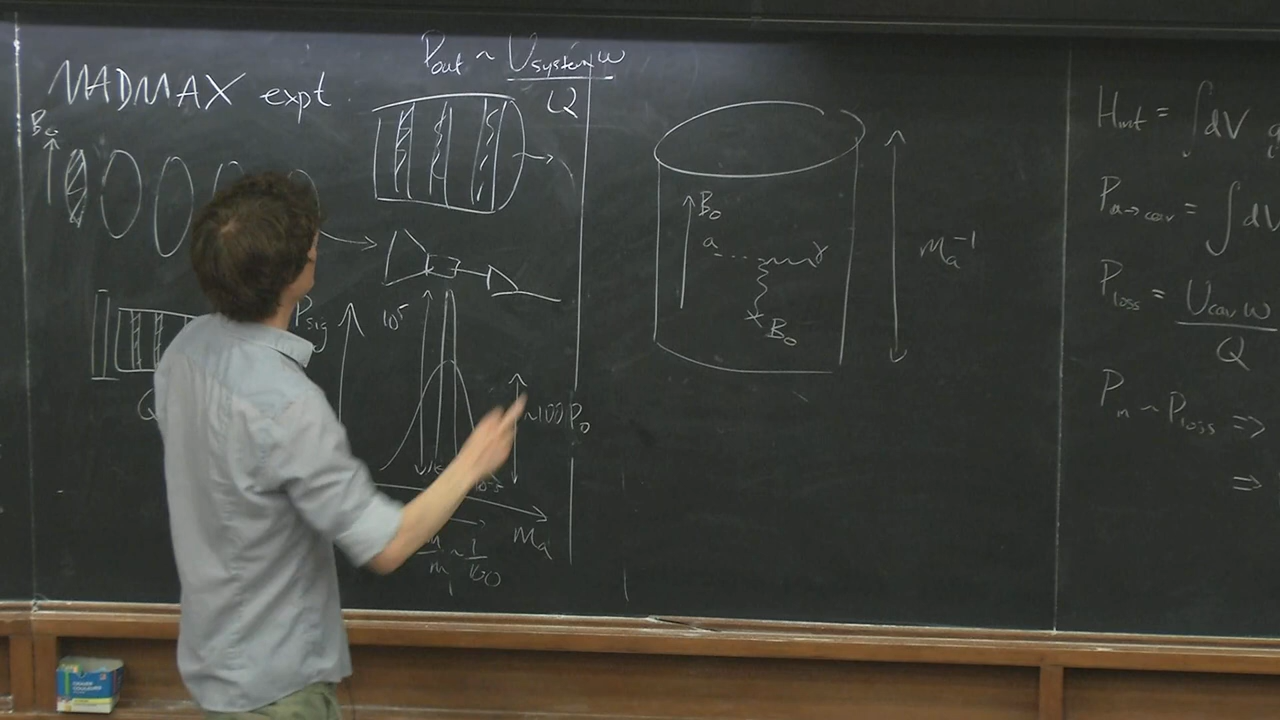 MADMAX expt.
P_out ~ U_system ω / Q
B_0
P_sig
10^5
~100 P_0
10^-5
m_a
~ 1/100
B_0
a
γ
B_0
m_a^-1
H_int = ∫dV
P_a→cav = ∫dV
P_loss = U_cav ω / Q
P_in ~ P_loss ⇒
⇒